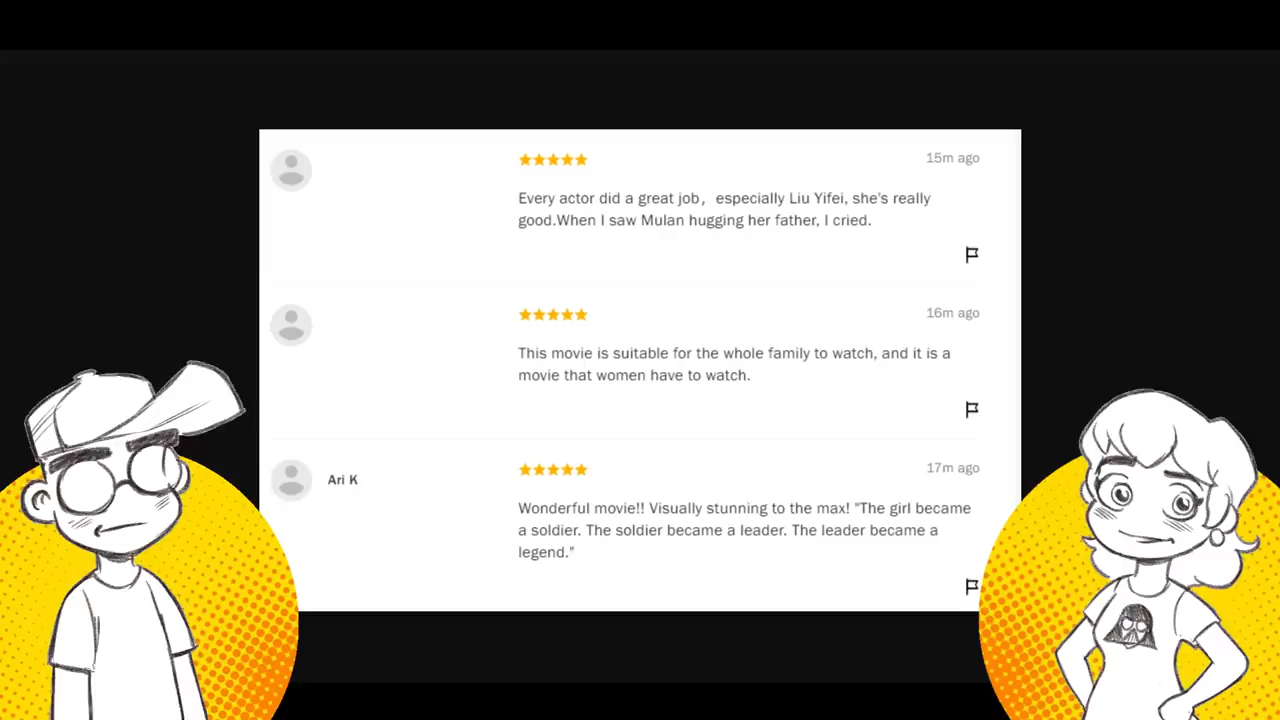 15m ago
Every actor did a great job，especially Liu Yifei, she's really
good.When I saw Mulan hugging her father, I cried.
16m ago
This movie is suitable for the whole family to watch, and it is a
movie that women have to watch.
Ari K
17m ago
Wonderful movie!! Visually stunning to the max! "The girl became
a soldier. The soldier became a leader. The leader became a
legend."